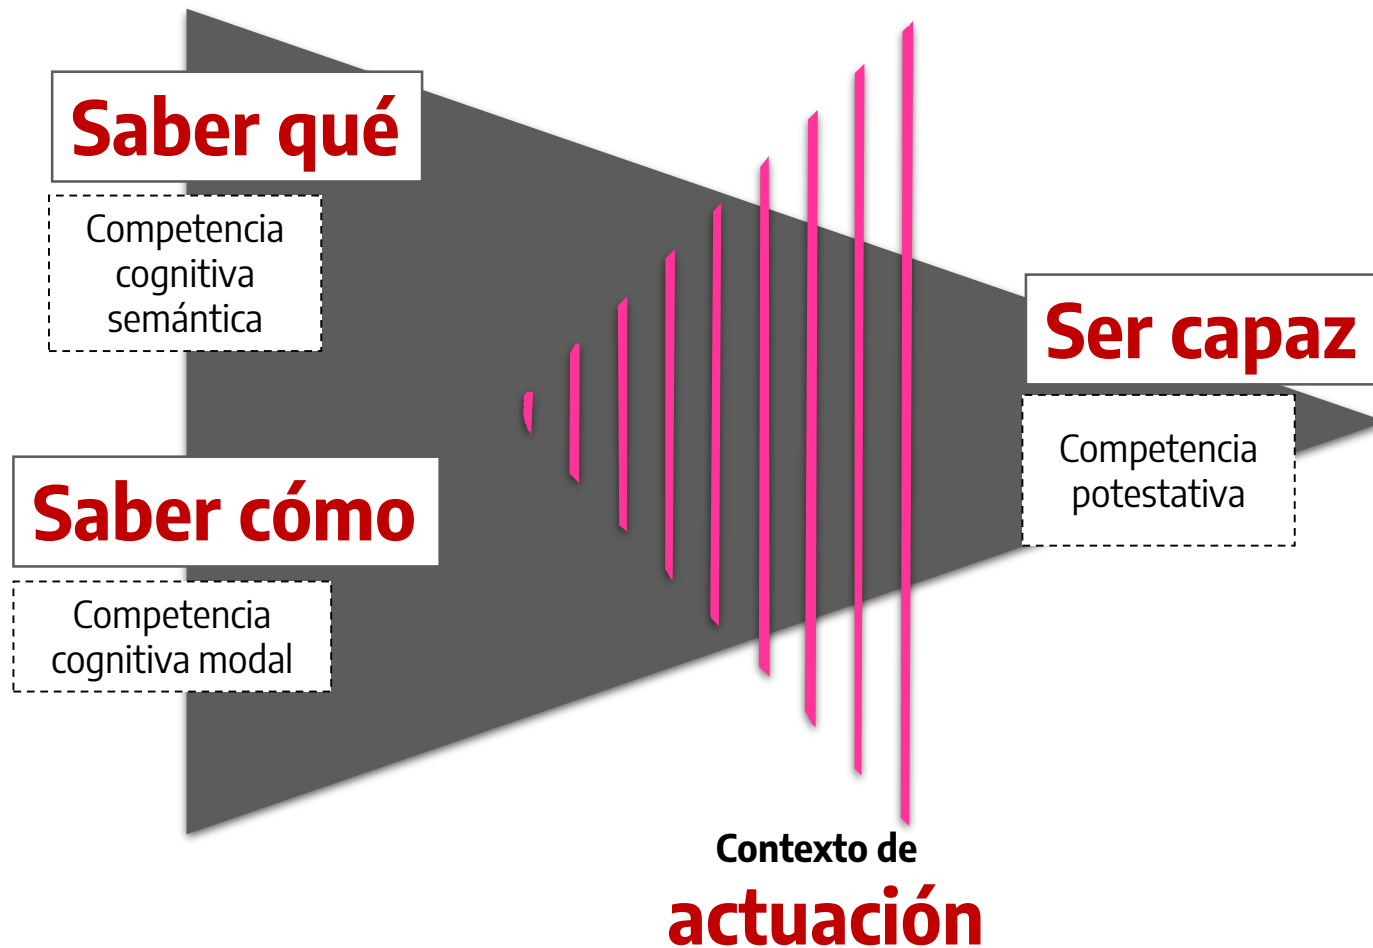 Saber qué
Competencia
cognitiva
semántica
Saber cómo
Competencia
cognitiva modal
Ser capaz
Competencia
potestativa
Contexto de
actuación